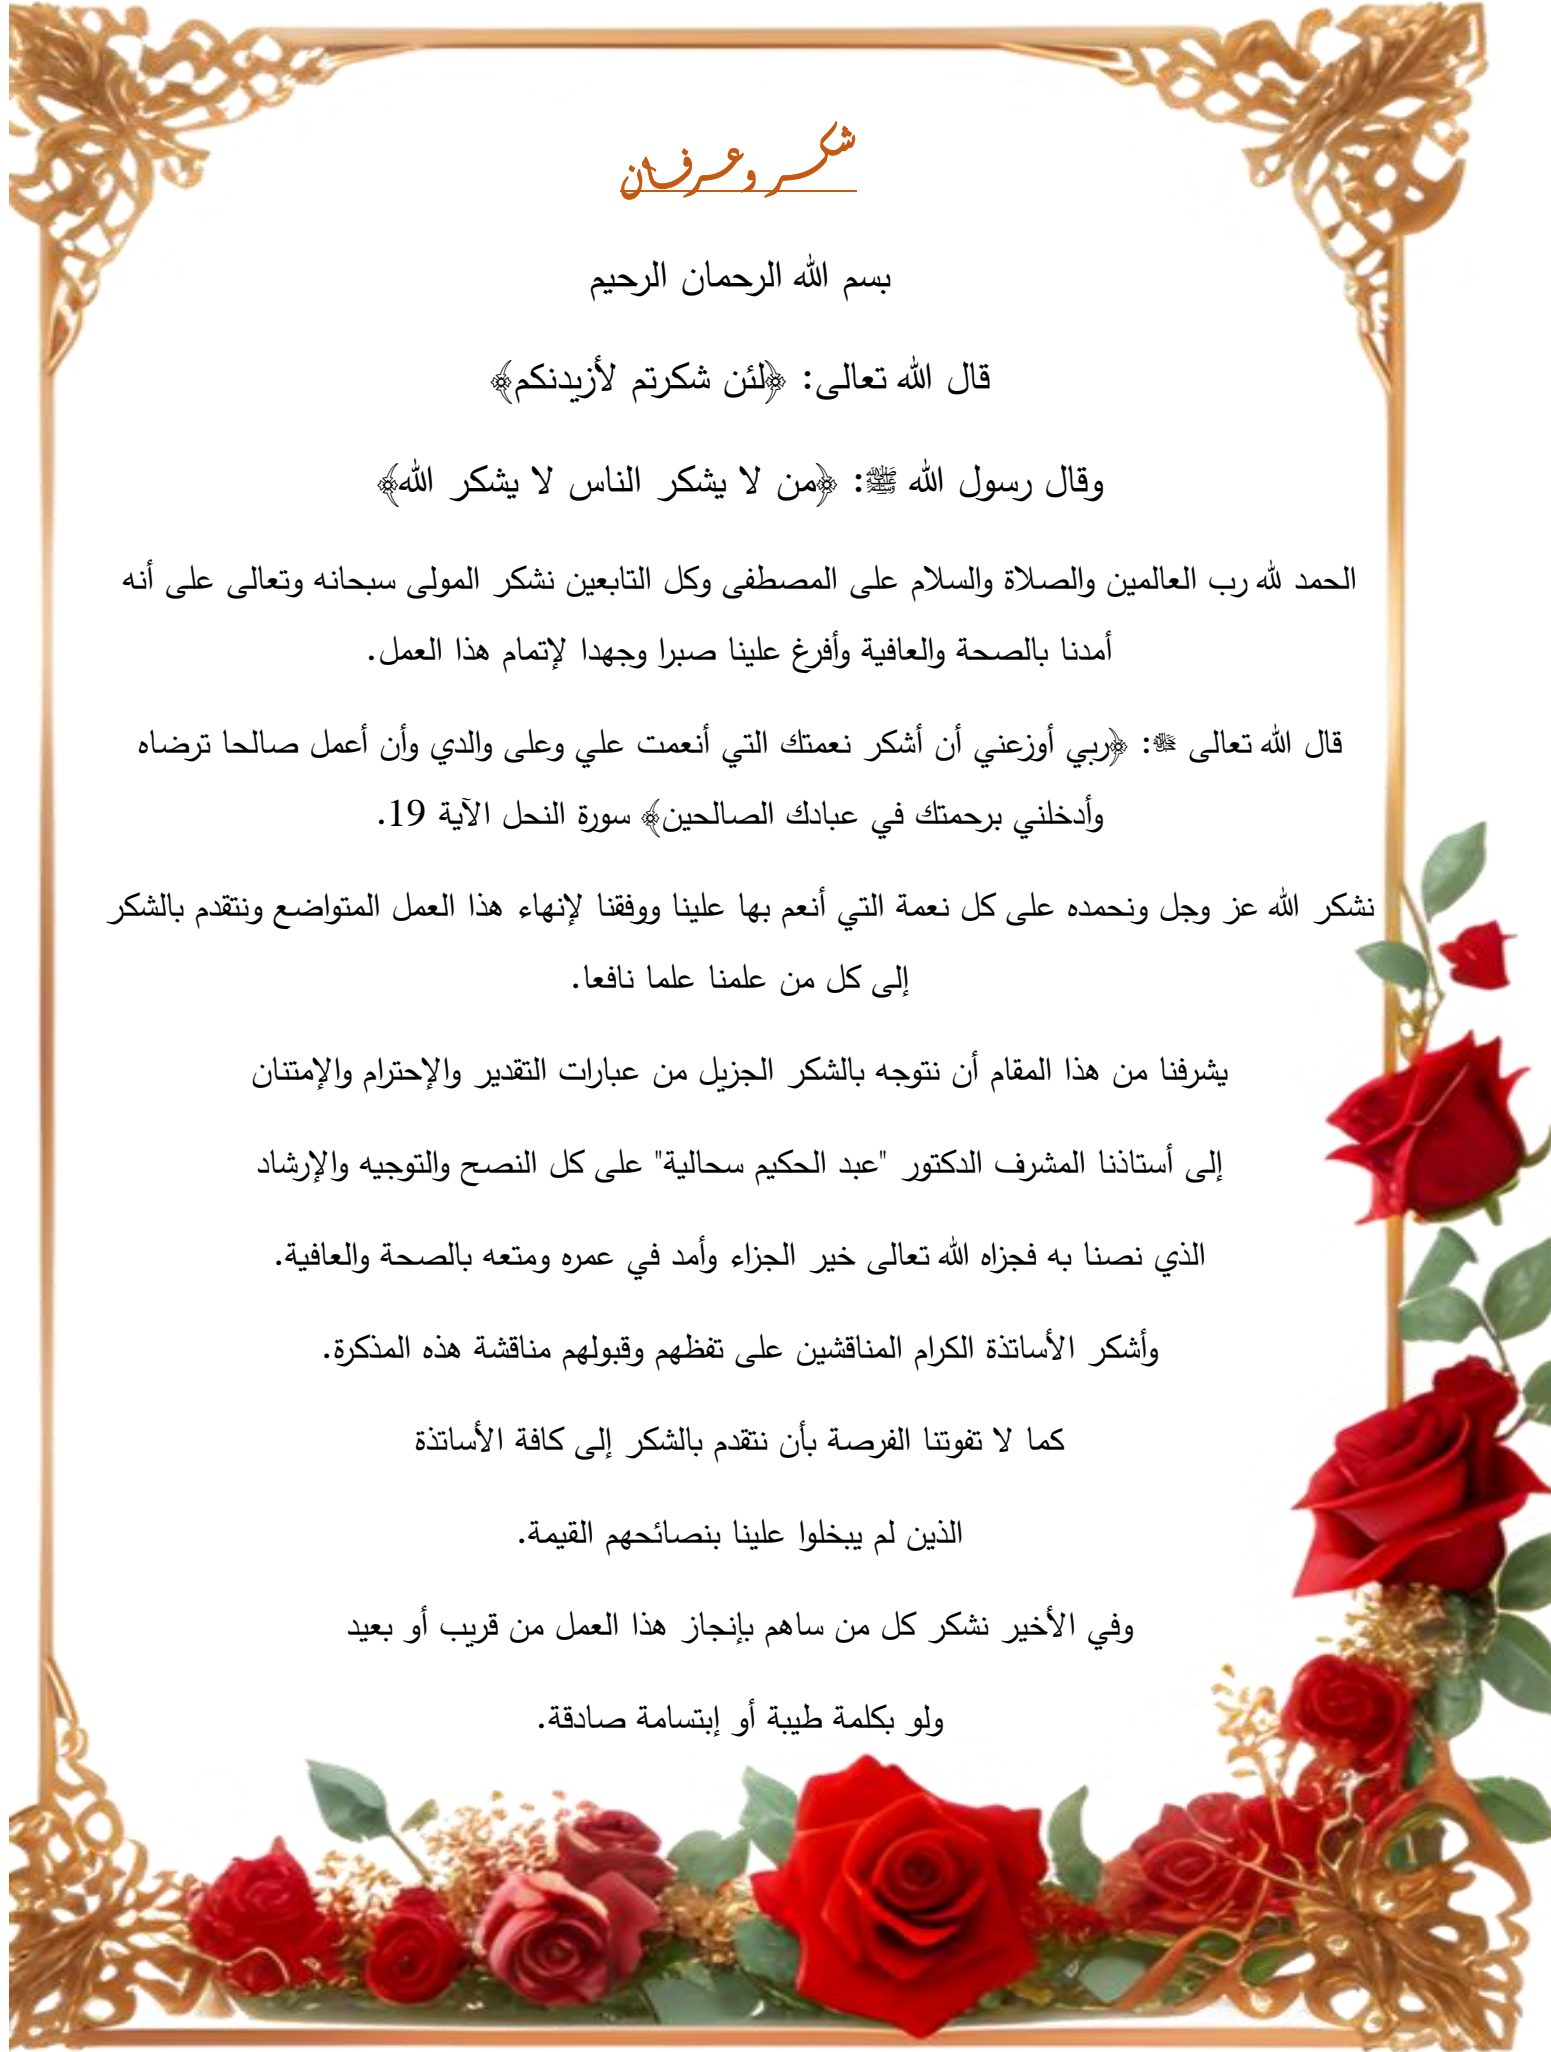 شكر وعرفان
بسم الله الرحمان الرحيم
قال الله تعالى: ﴿لئن شكرتم لأزيدنكم﴾
وقال رسول الله ﷺ: ﴿من لا يشكر الناس لا يشكر الله﴾
الحمد لله رب العالمين والصلاة والسلام على المصطفى وكل التابعين نشكر المولى سبحانه وتعالى على أنه
أمدنا بالصحة والعافية وأفرغ علينا صبرا وجهدا لإتمام هذا العمل.
قال الله تعالى ﷻ: ﴿ربي أوزعني أن أشكر نعمتك التي أنعمت علي وعلى والدي وأن أعمل صالحا ترضاه
وأدخلني برحمتك في عبادك الصالحين﴾ سورة النحل الآية 19.
نشكر الله عز وجل ونحمده على كل نعمة التي أنعم بها علينا ووفقنا لإنهاء هذا العمل المتواضع ونتقدم بالشكر
إلى كل من علمنا علما نافعا.
يشرفنا من هذا المقام أن نتوجه بالشكر الجزيل من عبارات التقدير والإحترام والإمتنان
إلى أستاذنا المشرف الدكتور "عبد الحكيم سحالية" على كل النصح والتوجيه والإرشاد
الذي نصنا به فجزاه الله تعالى خير الجزاء وأمد في عمره ومتعه بالصحة والعافية.
وأشكر الأساتذة الكرام المناقشين على تفظهم وقبولهم مناقشة هذه المذكرة.
كما لا تفوتنا الفرصة بأن نتقدم بالشكر إلى كافة الأساتذة
الذين لم يبخلوا علينا بنصائحهم القيمة.
وفي الأخير نشكر كل من ساهم بإنجاز هذا العمل من قريب أو بعيد
ولو بكلمة طيبة أو إبتسامة صادقة.